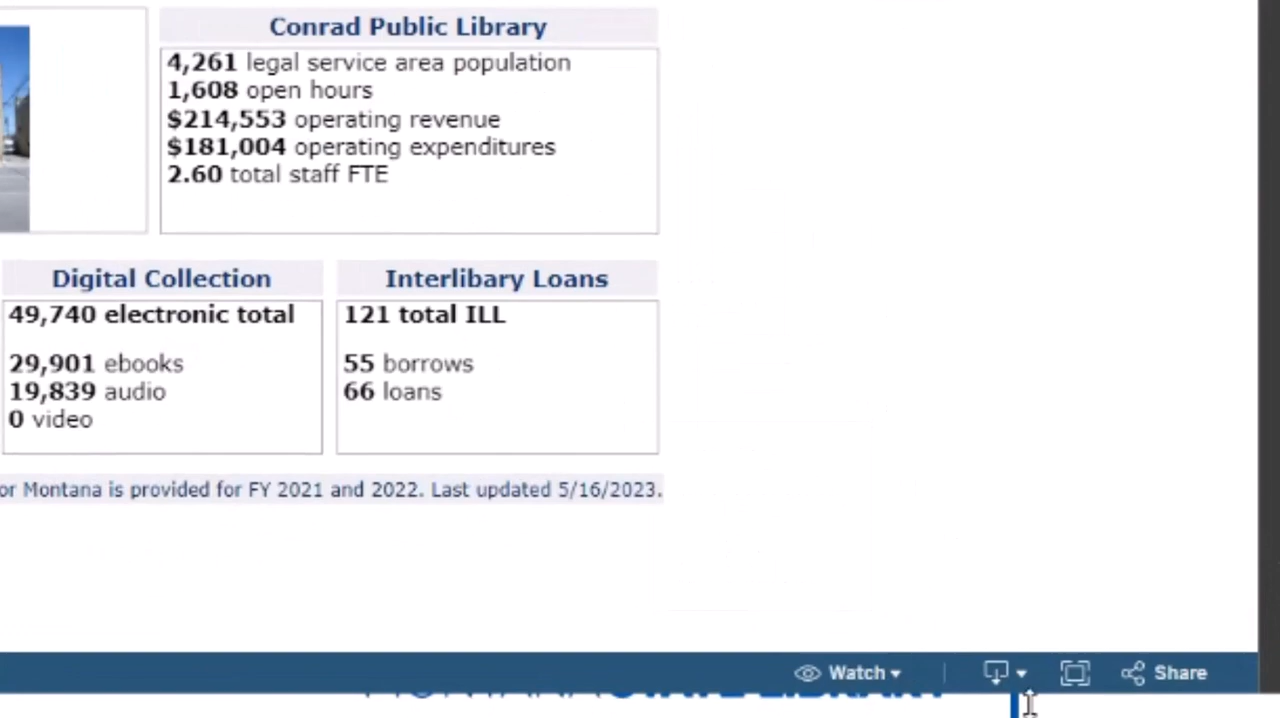 Conrad Public Library
4,261 legal service area population
1,608 open hours
$214,553 operating revenue
$181,004 operating expenditures
2.60 total staff FTE
Digital Collection
49,740 electronic total
29,901 ebooks
19,839 audio
0 video
Interlibary Loans
121 total ILL
55 borrows
66 loans
or Montana is provided for FY 2021 and 2022. Last updated 5/16/2023.
Watch
Share
MONTANA STATE LIBRARY